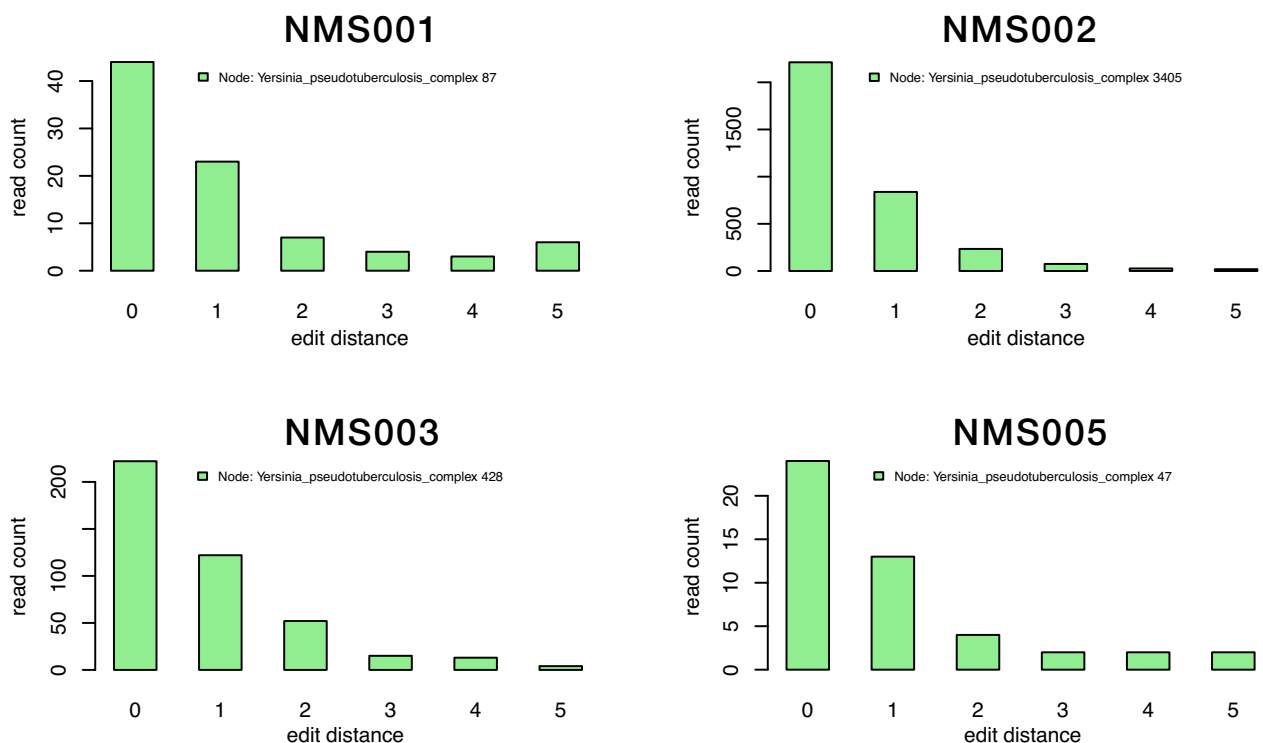 NMS001
Node: Yersinia_pseudotuberculosis_complex 87
read count
0
10
20
30
40
0 1 2 3 4 5
edit distance
NMS002
Node: Yersinia_pseudotuberculosis_complex 3405
read count
0
500
1500
0 1 2 3 4 5
edit distance
NMS003
Node: Yersinia_pseudotuberculosis_complex 428
read count
0
50
100
200
0 1 2 3 4 5
edit distance
NMS005
Node: Yersinia_pseudotuberculosis_complex 47
read count
0
5
10
15
20
0 1 2 3 4 5
edit distance